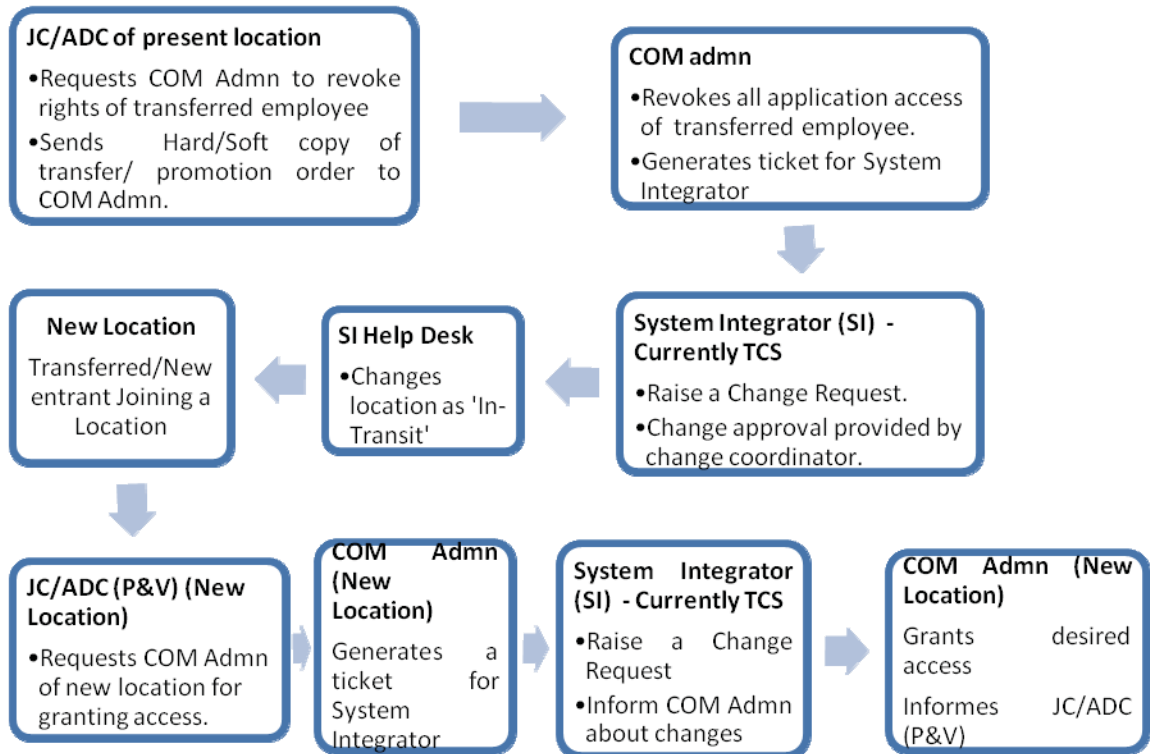 JC/ADC of present location
•Requests COM Admn to revoke
rights of transferred employee
•Sends Hard/Soft copy of
transfer/ promotion order to
COM Admn.
COM admn
•Revokes all application access
of transferred employee.
•Generates ticket for System
Integrator
System Integrator (SI) -
Currently TCS
•Raise a Change Request.
•Change approval provided by
change coordinator.
SI Help Desk
•Changes
location as 'In-
Transit'
New Location
Transferred/New
entrant Joining a
Location
JC/ADC (P&V) (New
Location)
•Requests COM Admn
of new location for
granting access.
COM Admn
(New
Location)
Generates a
ticket for
System
Integrator
System Integrator
(SI) - Currently TCS
•Raise a Change
Request
•Inform COM Admn
about changes
COM Admn (New
Location)
Grants desired
access
Informes JC/ADC
(P&V)